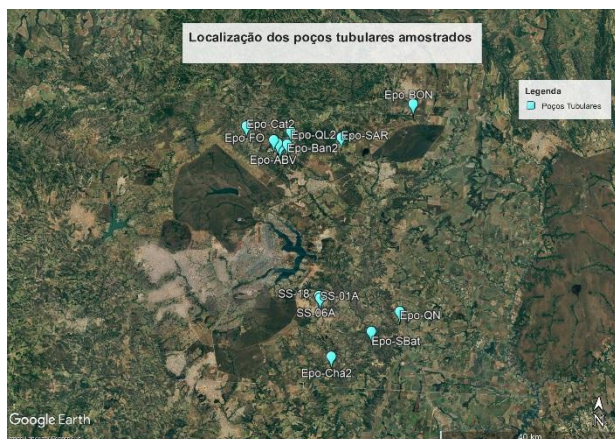 Localização dos poços tubulares amostrados
Legenda
Poços Tubulares
Epo-BON
Epo-Cat2
Epo-FO
Epo-QL2
Epo-SAR
Epo-Ban2
Epo-ABV
SS-18
SS-01A
SS-06A
Epo-QN
Epo-SBat
Epo-Cha2
Google Earth
N
40 km